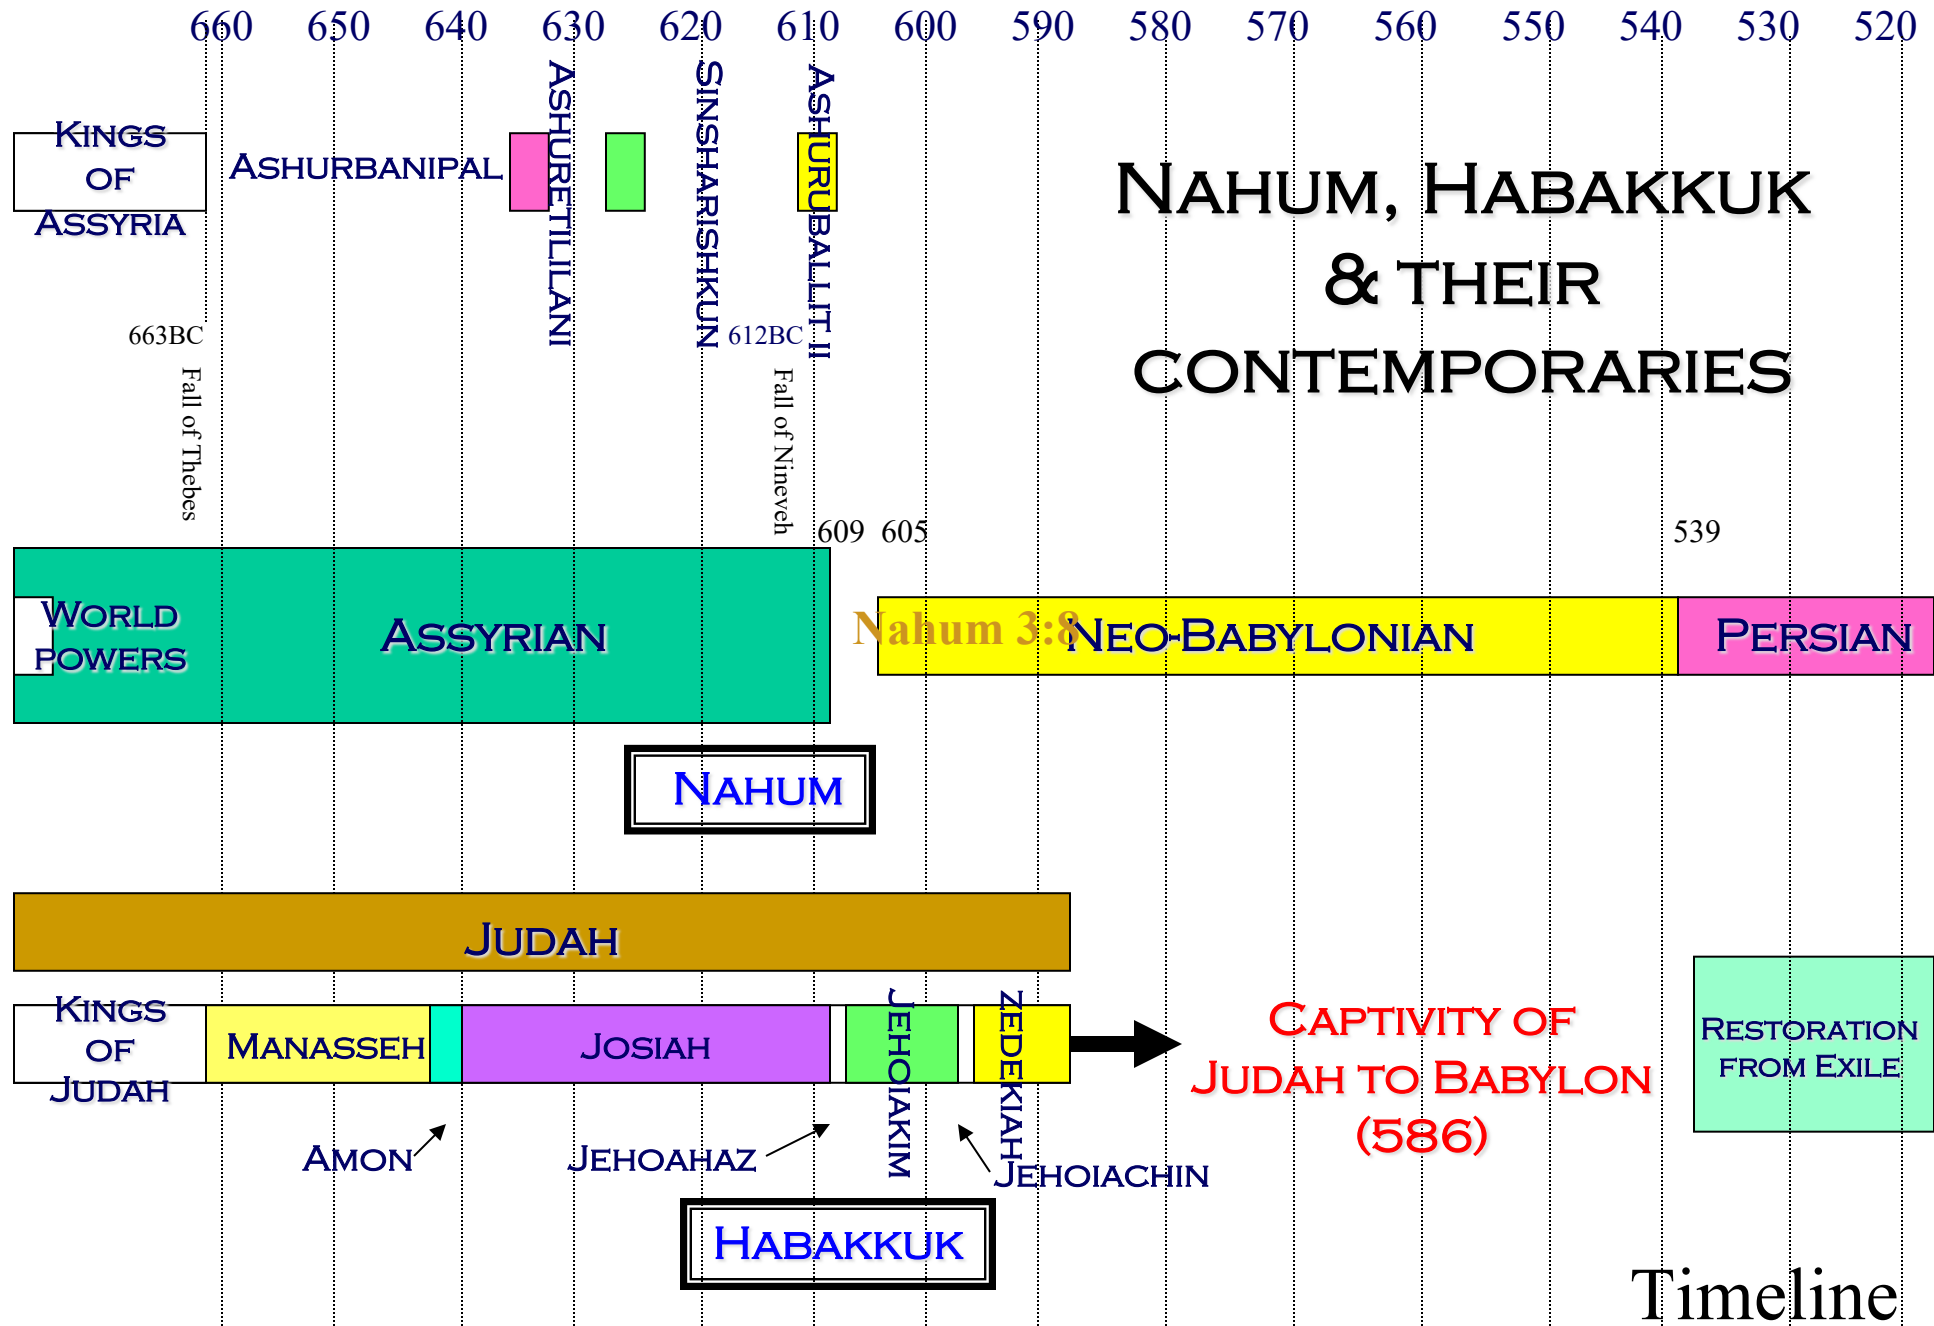 660 650 640 630 620 610 600 590 580 570 560 550 540 530 520
KINGS
OF
ASSYRIA
ASHURBANIPAL
ASHURETILILANI
SINSHARISHKUN
ASHURUBALLIT II
NAHUM, HABAKKUK
& THEIR
CONTEMPORARIES
663BC
Fall of Thebes
612BC
Fall of Nineveh
609 605 539
WORLD
POWERS
ASSYRIAN
Nahum 3:8
NEO-BABYLONIAN
PERSIAN
NAHUM
JUDAH
KINGS
OF
JUDAH
MANASSEH
JOSIAH
JEHOIAKIM
ZEDEKIAH
CAPTIVITY OF
JUDAH TO BABYLON
(586)
RESTORATION
FROM EXILE
AMON
JEHOAHAZ
JEHOIACHIN
HABAKKUK
Timeline